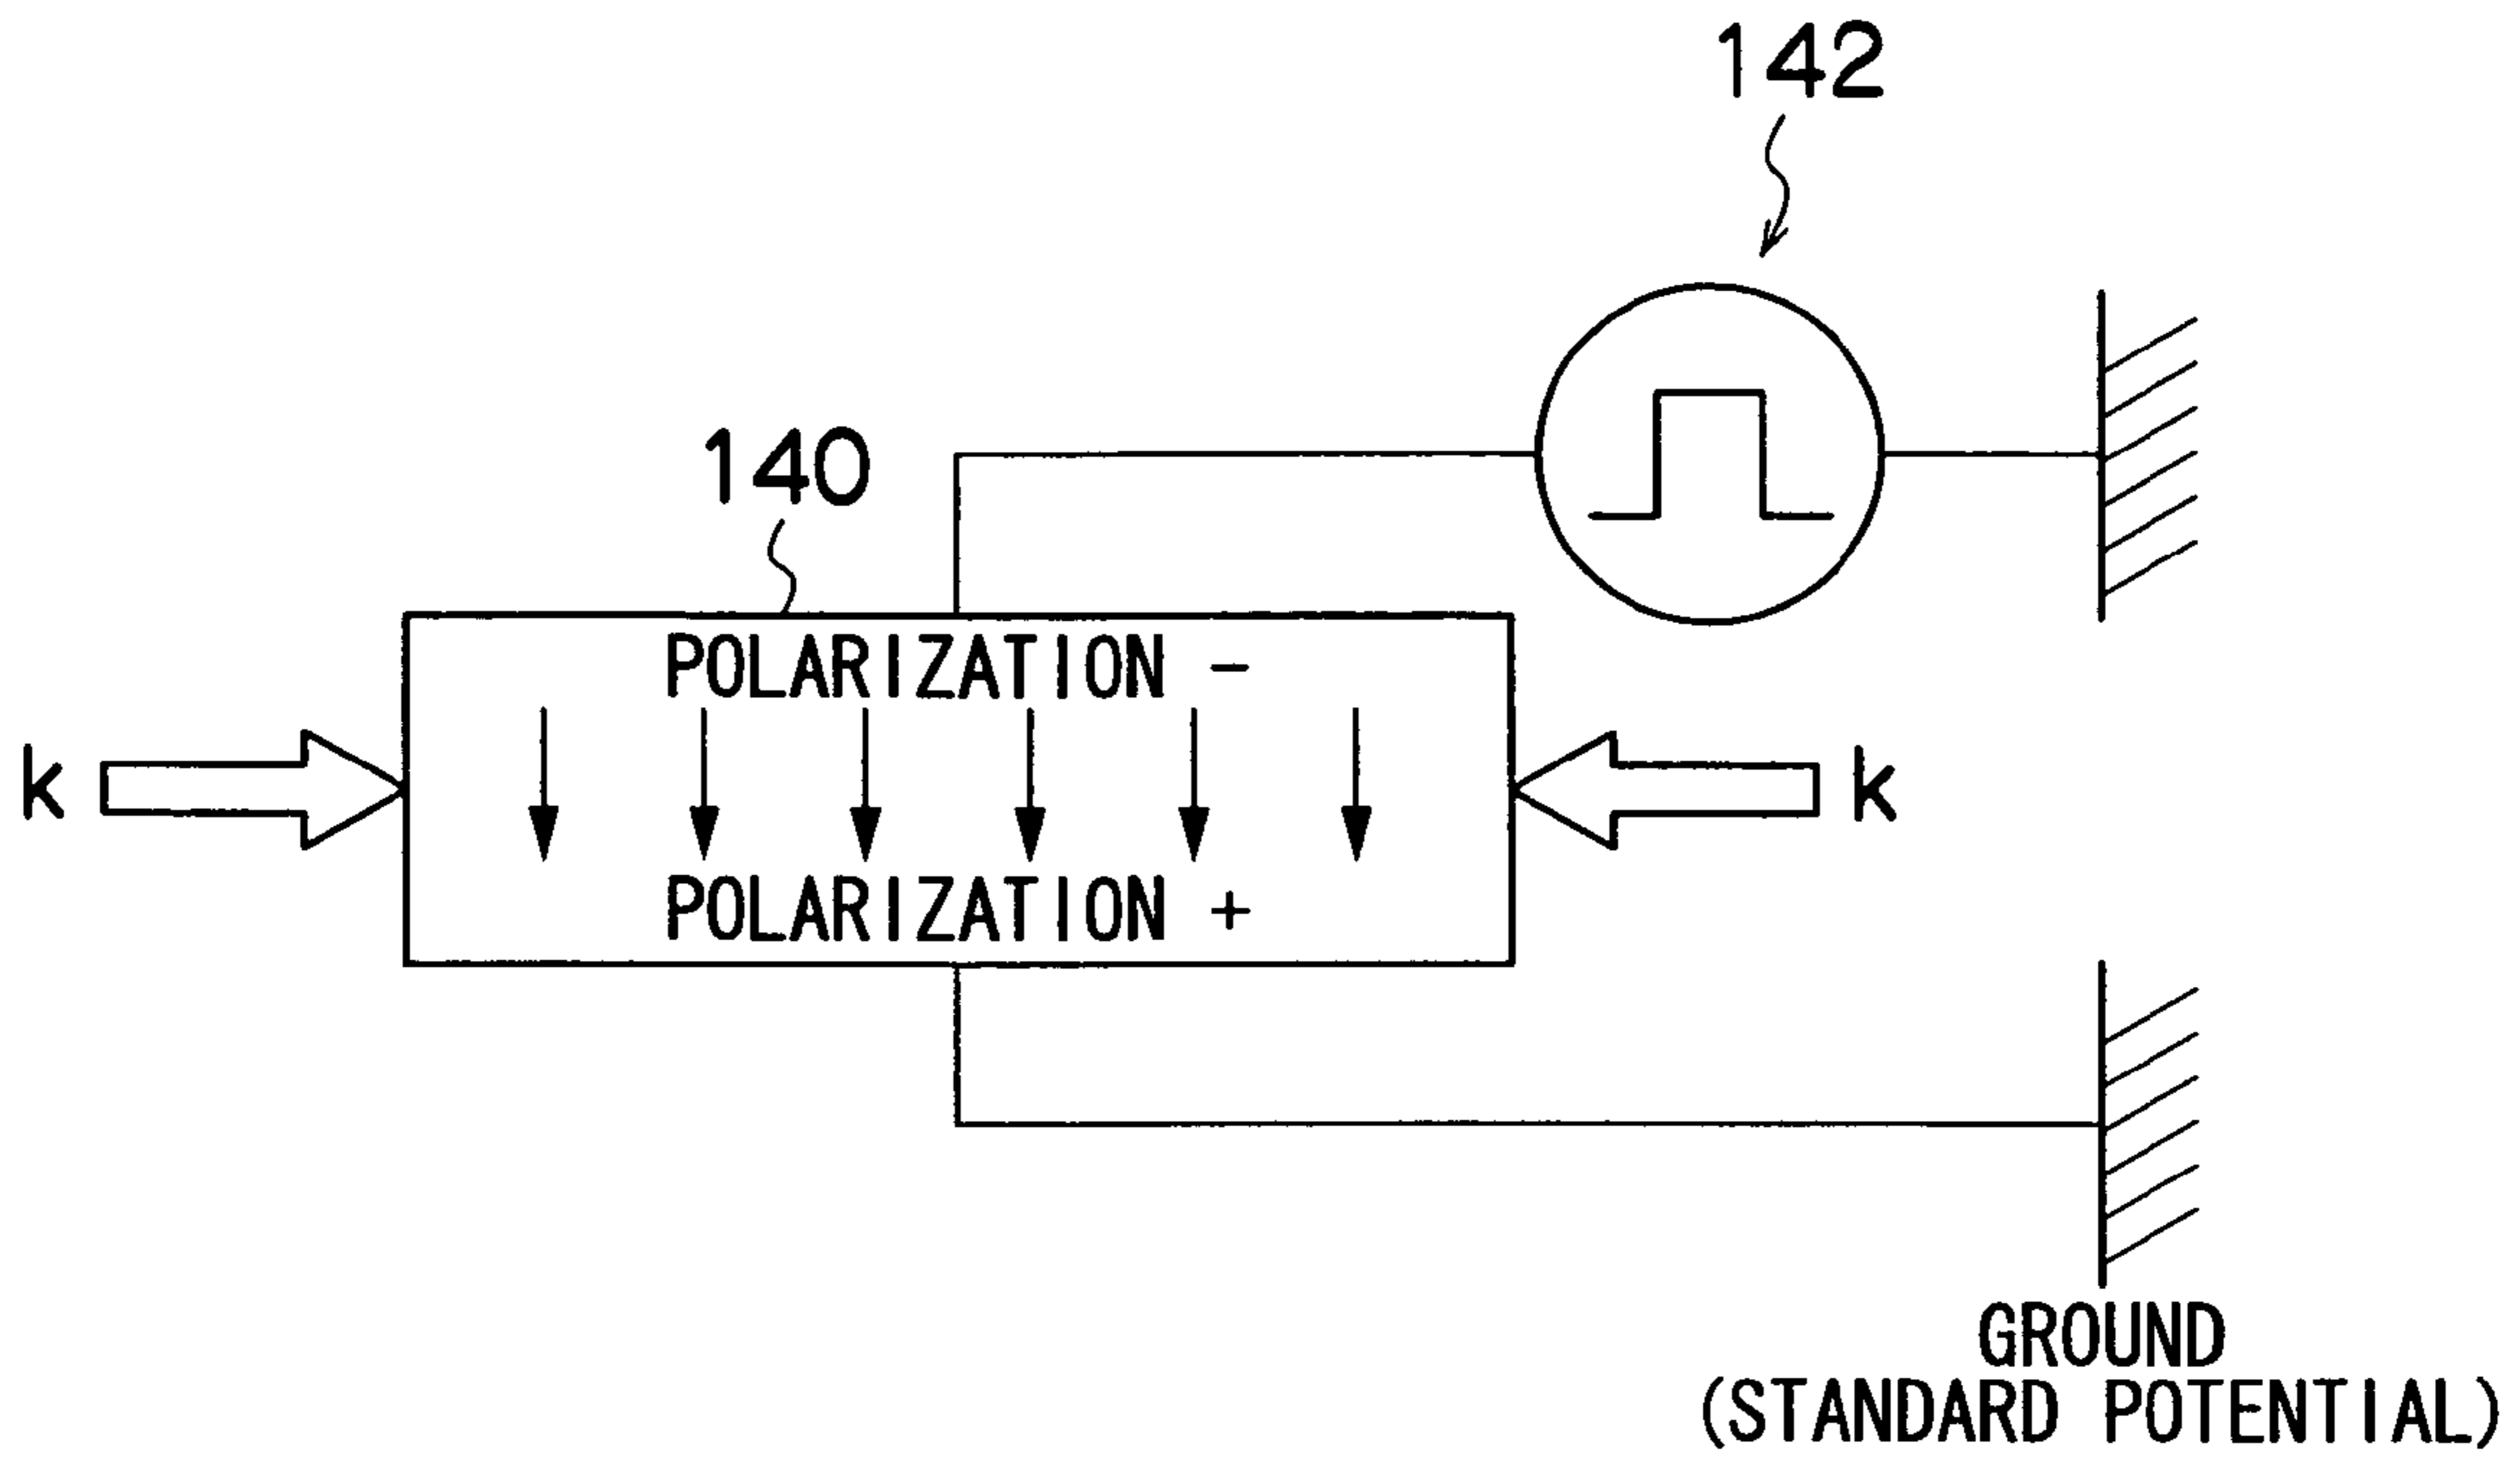 142
140
POLARIZATION -
k
k
POLARIZATION +
GROUND
(STANDARD POTENTIAL)